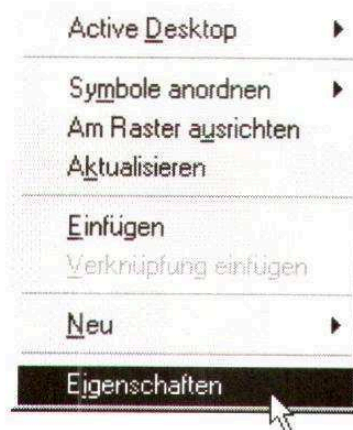 Active Desktop
Symbole anordnen
Am Raster ausrichten
Aktualisieren
Einfügen
Verknüpfung einfügen
Neu
Eigenschaften